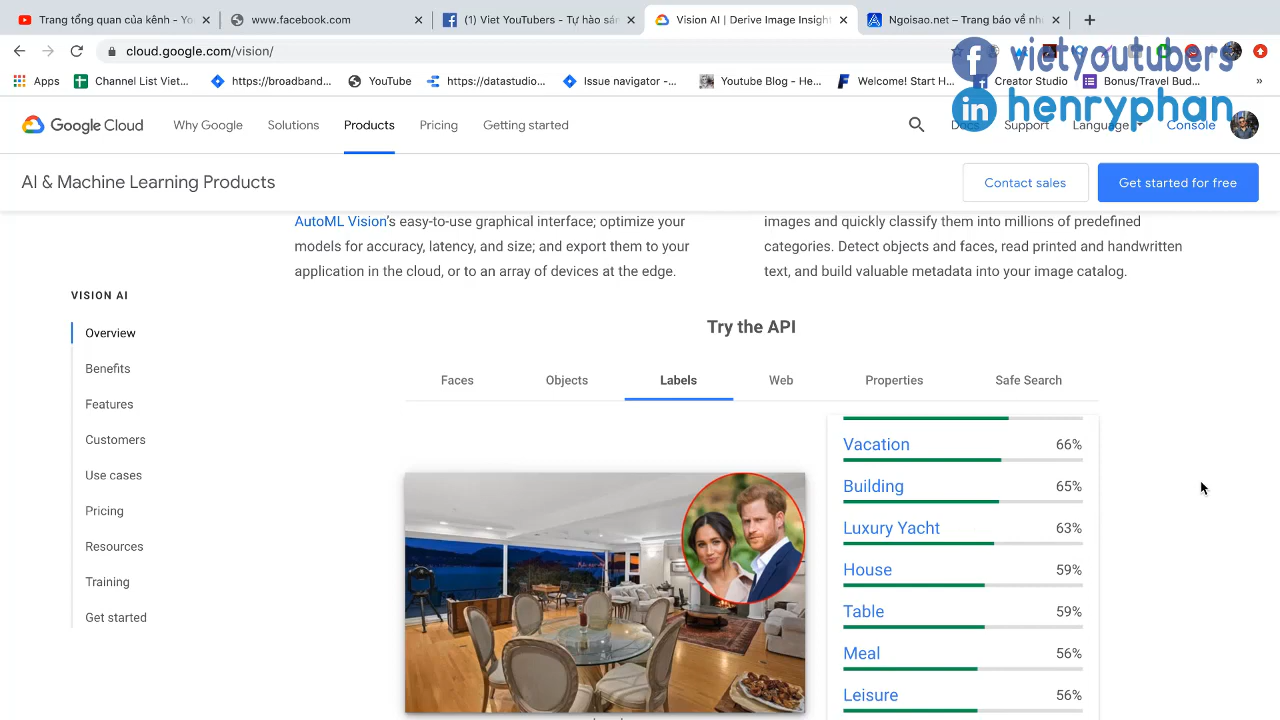 Trang tổng quan của kênh - Yo
www.facebook.com
(1) Viet YouTubers - Tự hào sán
Vision AI | Derive Image Insight
Ngoisao.net – Trang báo về nh
cloud.google.com/vision/
vietyoutubers
Apps
Channel List Viet...
https://broadband...
YouTube
https://datastudio...
Issue navigator -...
Youtube Blog - He...
Welcome! Start H...
Creator Studio
Bonus/Travel Bud...
»
henryphan
Google Cloud
Why Google
Solutions
Products
Pricing
Getting started
Docs
Support
Language
Console
AI & Machine Learning Products
Contact sales
Get started for free
AutoML Vision's easy-to-use graphical interface; optimize your
models for accuracy, latency, and size; and export them to your
application in the cloud, or to an array of devices at the edge.
images and quickly classify them into millions of predefined
categories. Detect objects and faces, read printed and handwritten
text, and build valuable metadata into your image catalog.
VISION AI
Overview
Benefits
Features
Customers
Use cases
Pricing
Resources
Training
Get started
Try the API
Faces
Objects
Labels
Web
Properties
Safe Search
Vacation 66%
Building 65%
Luxury Yacht 63%
House 59%
Table 59%
Meal 56%
Leisure 56%